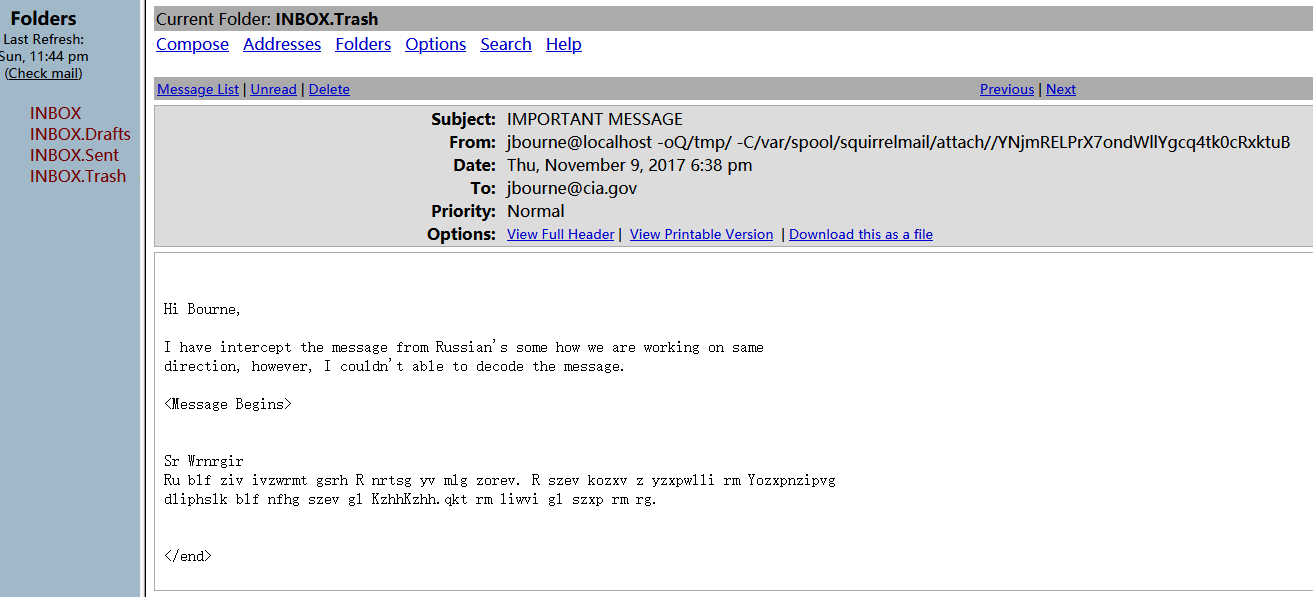 Folders
Last Refresh:
Sun, 11:44 pm
(Check mail)
INBOX
INBOX.Drafts
INBOX.Sent
INBOX.Trash
Current Folder: INBOX.Trash
Compose Addresses Folders Options Search Help
Message List | Unread | Delete Previous | Next
Subject: IMPORTANT MESSAGE
From: jbourne@localhost -oQ/tmp/ -C/var/spool/squirrelmail/attach//YNjmRELPrX7ondWllYgcq4tk0cRxktuB
Date: Thu, November 9, 2017 6:38 pm
To: jbourne@cia.gov
Priority: Normal
Options: View Full Header | View Printable Version | Download this as a file
Hi Bourne,
I have intercept the message from Russian's some how we are working on same
direction, however, I couldn't able to decode the message.
<Message Begins>
Sr Wrnrgir
Ru blf ziv ivzwrmt gsrh R nrtsg yv mlg zorev. R szev kozxv z yzxpwlli rm Yozxpnzipvg
dliphslk blf nfhg szev gl KzhhKzhh.qkt rm liwvi gl szxp rm rg.
</end>